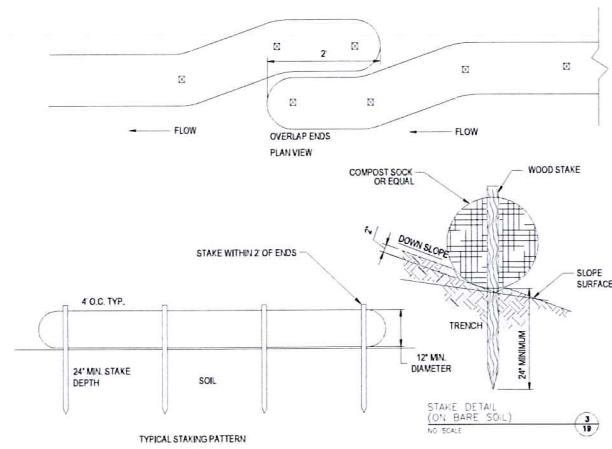 2'
FLOW
OVERLAP ENDS
PLAN VIEW
FLOW
COMPOST SOCK
OR EQUAL
WOOD STAKE
DOWN SLOPE
SLOPE
SURFACE
TRENCH
24" MINIMUM
STAKE WITHIN 2' OF ENDS
4' O.C. TYP.
24" MIN. STAKE
DEPTH
SOIL
12" MIN.
DIAMETER
TYPICAL STAKING PATTERN
STAKE DETAIL
(ON BARE SOIL)
NO SCALE
3
19